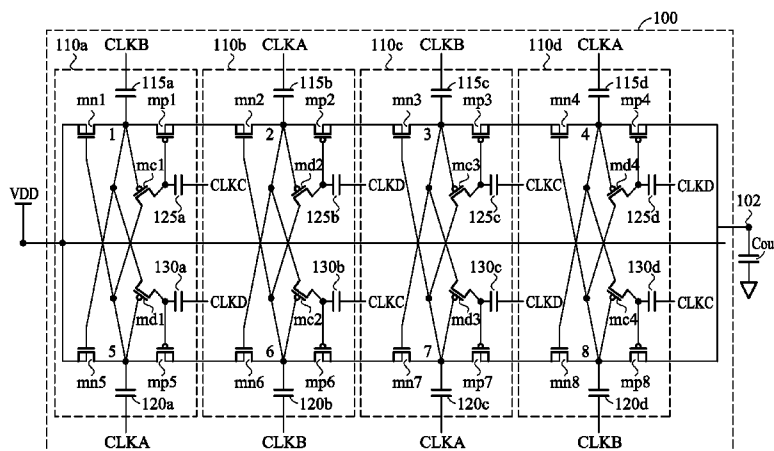 100
110a CLKB 110b CLKA 110c CLKB 110d CLKA
115a 115b 115c 115d
mn1 mp1 mn2 mp2 mn3 mp3 mn4 mp4
1 2 3 4
mc1 md2 mc3 md4
VDD CLKC CLKD CLKC CLKD
125a 125b 125c 125d 102
130a 130b 130c 130d Cou
CLKD CLKC CLKD CLKC
md1 mc2 md3 mc4
5 6 7 8
mn5 mp5 mn6 mp6 mn7 mp7 mn8 mp8
120a 120b 120c 120d
CLKA CLKB CLKA CLKB